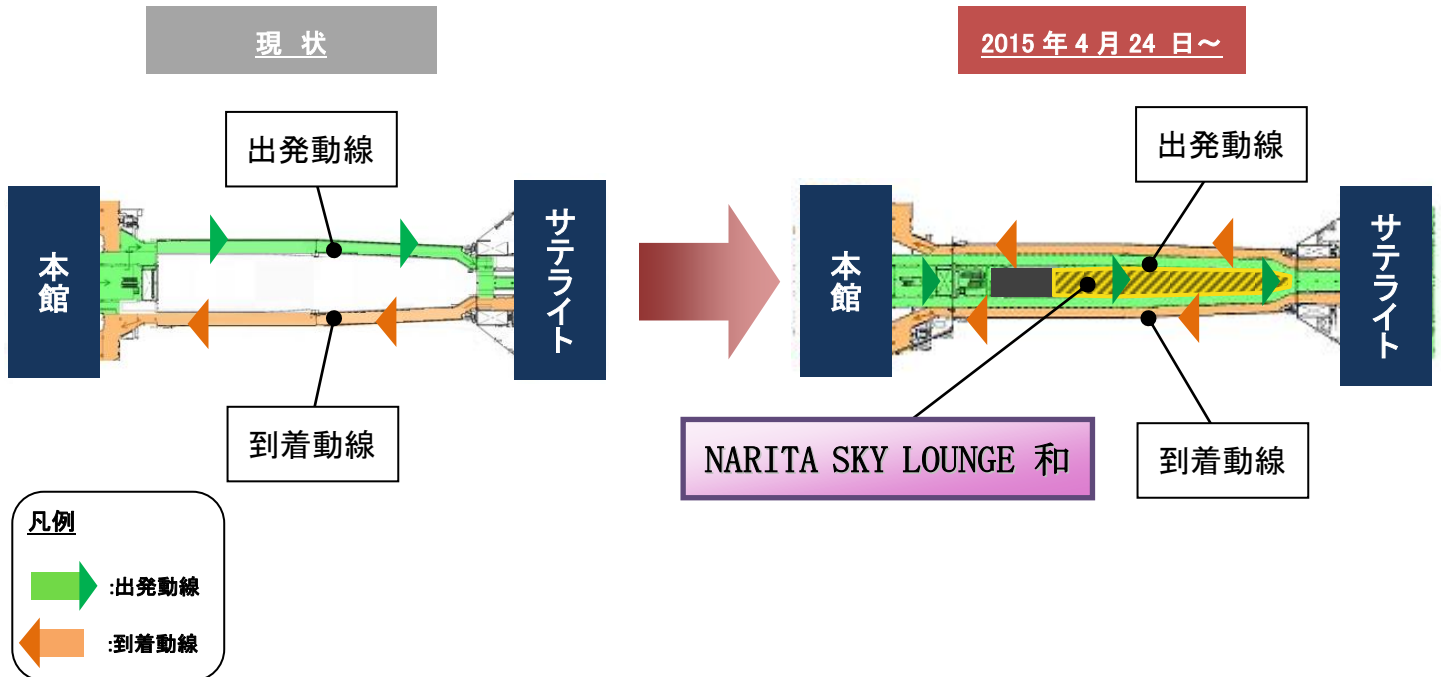 現 状
2015 年 4 月 24 日～
出発動線
出発動線
本館
サテライト
本館
サテライト
到着動線
NARITA SKY LOUNGE 和
到着動線
凡例
:出発動線
:到着動線